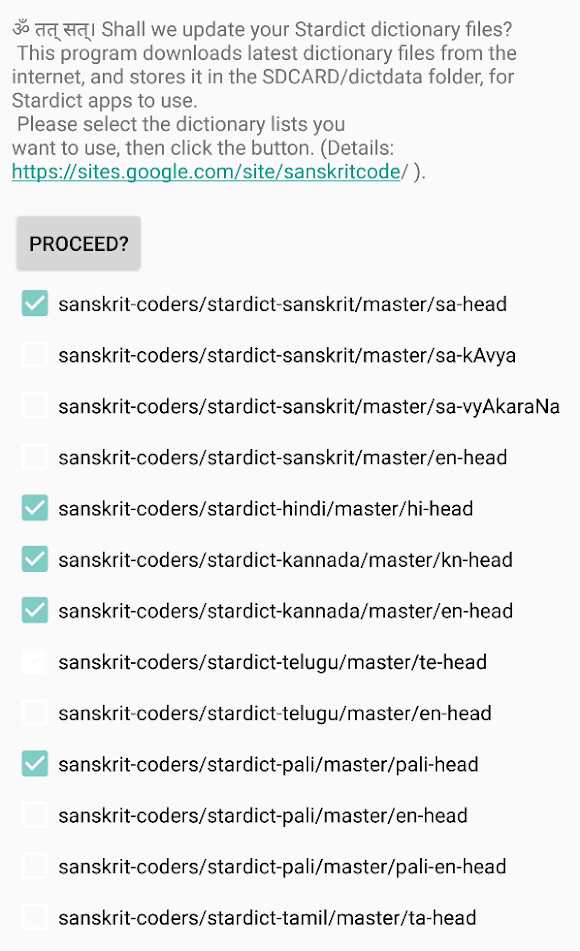 ॐ तत् सत्। Shall we update your Stardict dictionary files?
This program downloads latest dictionary files from the
internet, and stores it in the SDCARD/dictdata folder, for
Stardict apps to use.
Please select the dictionary lists you
want to use, then click the button. (Details:
https://sites.google.com/site/sanskritcode/ ).
PROCEED?
sanskrit-coders/stardict-sanskrit/master/sa-head
sanskrit-coders/stardict-sanskrit/master/sa-kAvya
sanskrit-coders/stardict-sanskrit/master/sa-vyAkaraNa
sanskrit-coders/stardict-sanskrit/master/en-head
sanskrit-coders/stardict-hindi/master/hi-head
sanskrit-coders/stardict-kannada/master/kn-head
sanskrit-coders/stardict-kannada/master/en-head
sanskrit-coders/stardict-telugu/master/te-head
sanskrit-coders/stardict-telugu/master/en-head
sanskrit-coders/stardict-pali/master/pali-head
sanskrit-coders/stardict-pali/master/en-head
sanskrit-coders/stardict-pali/master/pali-en-head
sanskrit-coders/stardict-tamil/master/ta-head